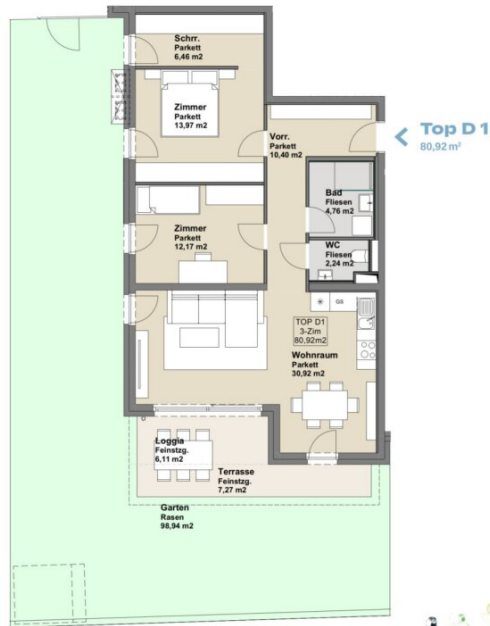 Schrr.
Parkett
6,46 m2
Zimmer
Parkett
13,97 m2
Vorr.
Parkett
10,40 m2
Top D 1
80,92 m²
Bad
Fliesen
4,76 m2
Zimmer
Parkett
12,17 m2
WC
Fliesen
2,24 m2
GS
TOP D1
3-Zim
80,92m2
Wohnraum
Parkett
30,92 m2
Loggia
Feinstzg.
6,11 m2
Terrasse
Feinstzg.
7,27 m2
Garten
Rasen
98,94 m2